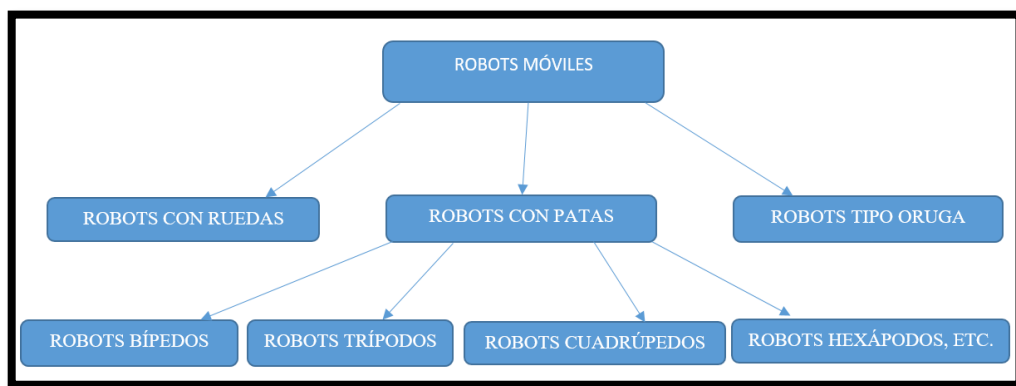 ROBOTS MÓVILES
ROBOTS CON RUEDAS
ROBOTS CON PATAS
ROBOTS TIPO ORUGA
ROBOTS BÍPEDOS
ROBOTS TRÍPODOS
ROBOTS CUADRÚPEDOS
ROBOTS HEXÁPODOS, ETC.